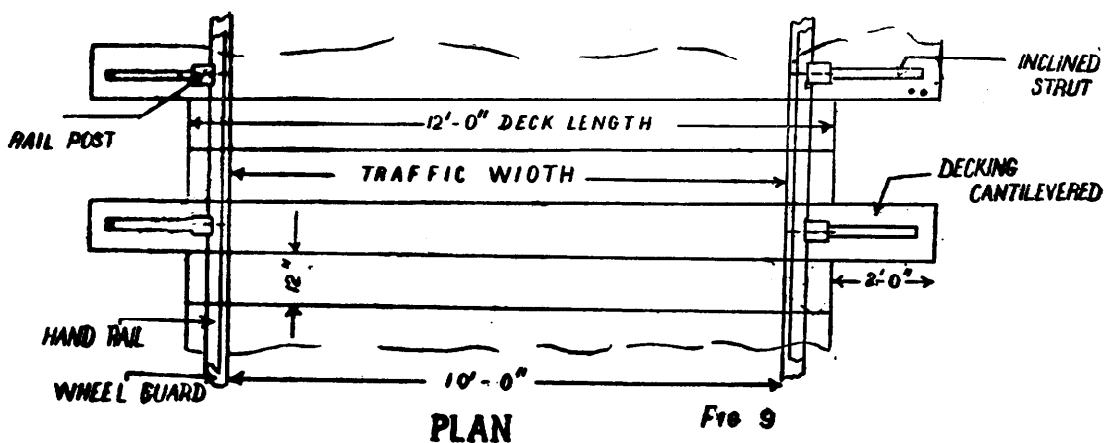 INCLINED
STRUT
RAIL POST
12'-0" DECK LENGTH
TRAFFIC WIDTH
DECKING
CANTILEVERED
12"
2'-0"
HAND RAIL
WHEEL GUARD
10'-0"
PLAN
FIG 9